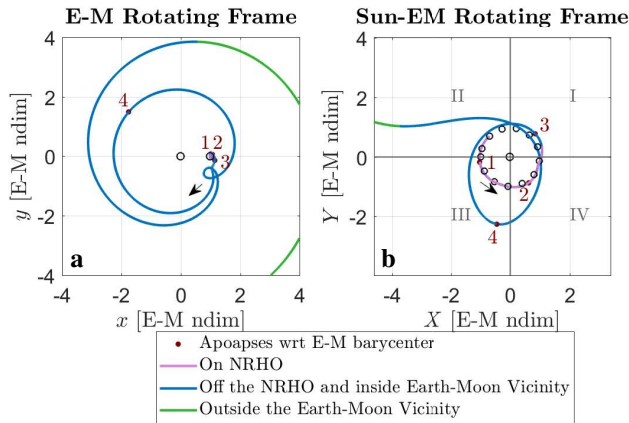 E-M Rotating Frame
Sun-EM Rotating Frame
4
2
0
-2
-4
y [E-M ndim]
4
1 2
3
a
-4
-2
0
2
4
x [E-M ndim]
4
2
0
-2
-4
Y [E-M ndim]
II
I
III
IV
3
1
2
4
b
-4
-2
0
2
X [E-M ndim]
Apoapses wrt E-M barycenter
On NRHO
Off the NRHO and inside Earth-Moon Vicinity
Outside the Earth-Moon Vicinity